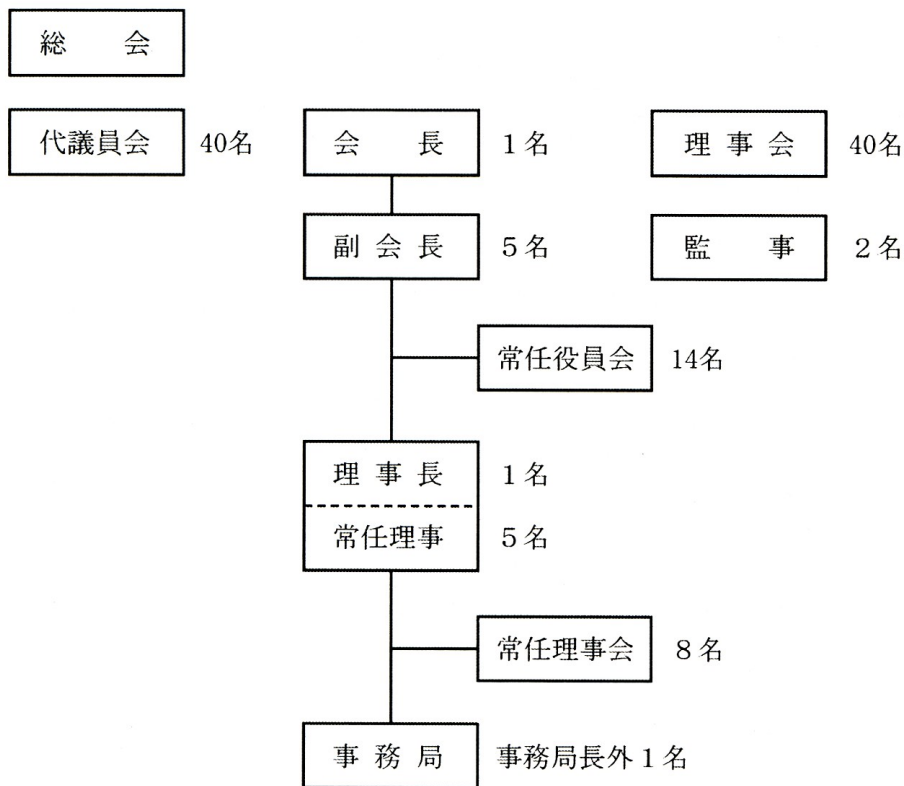 総　会
代議員会 40名 会　長 1名 理事会 40名
副会長 5名 監　事 2名
常任役員会 14名
理事長 1名
常任理事 5名
常任理事会 8名
事務局 事務局長外1名